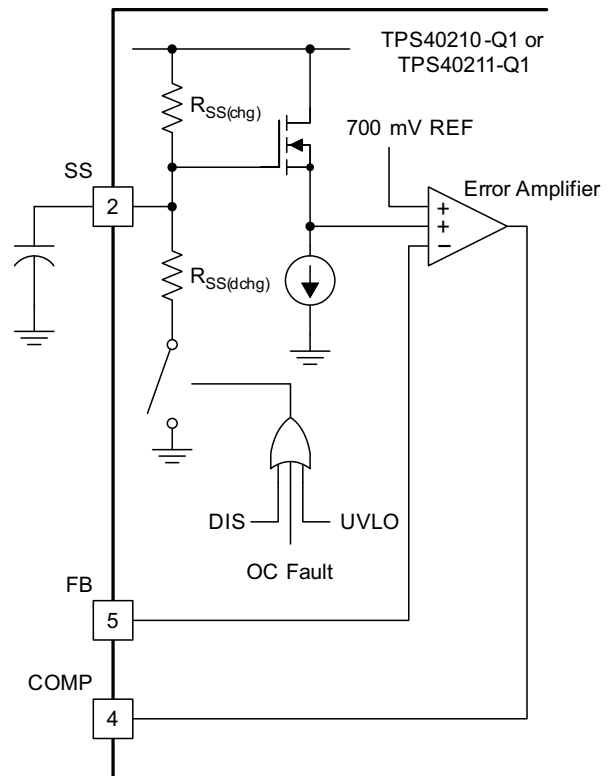 TPS40210-Q1 or
TPS40211-Q1
RSS(chg)
700 mV REF
SS
2
Error Amplifier
+
+
−
RSS(dchg)
DIS
UVLO
OC Fault
FB
5
COMP
4